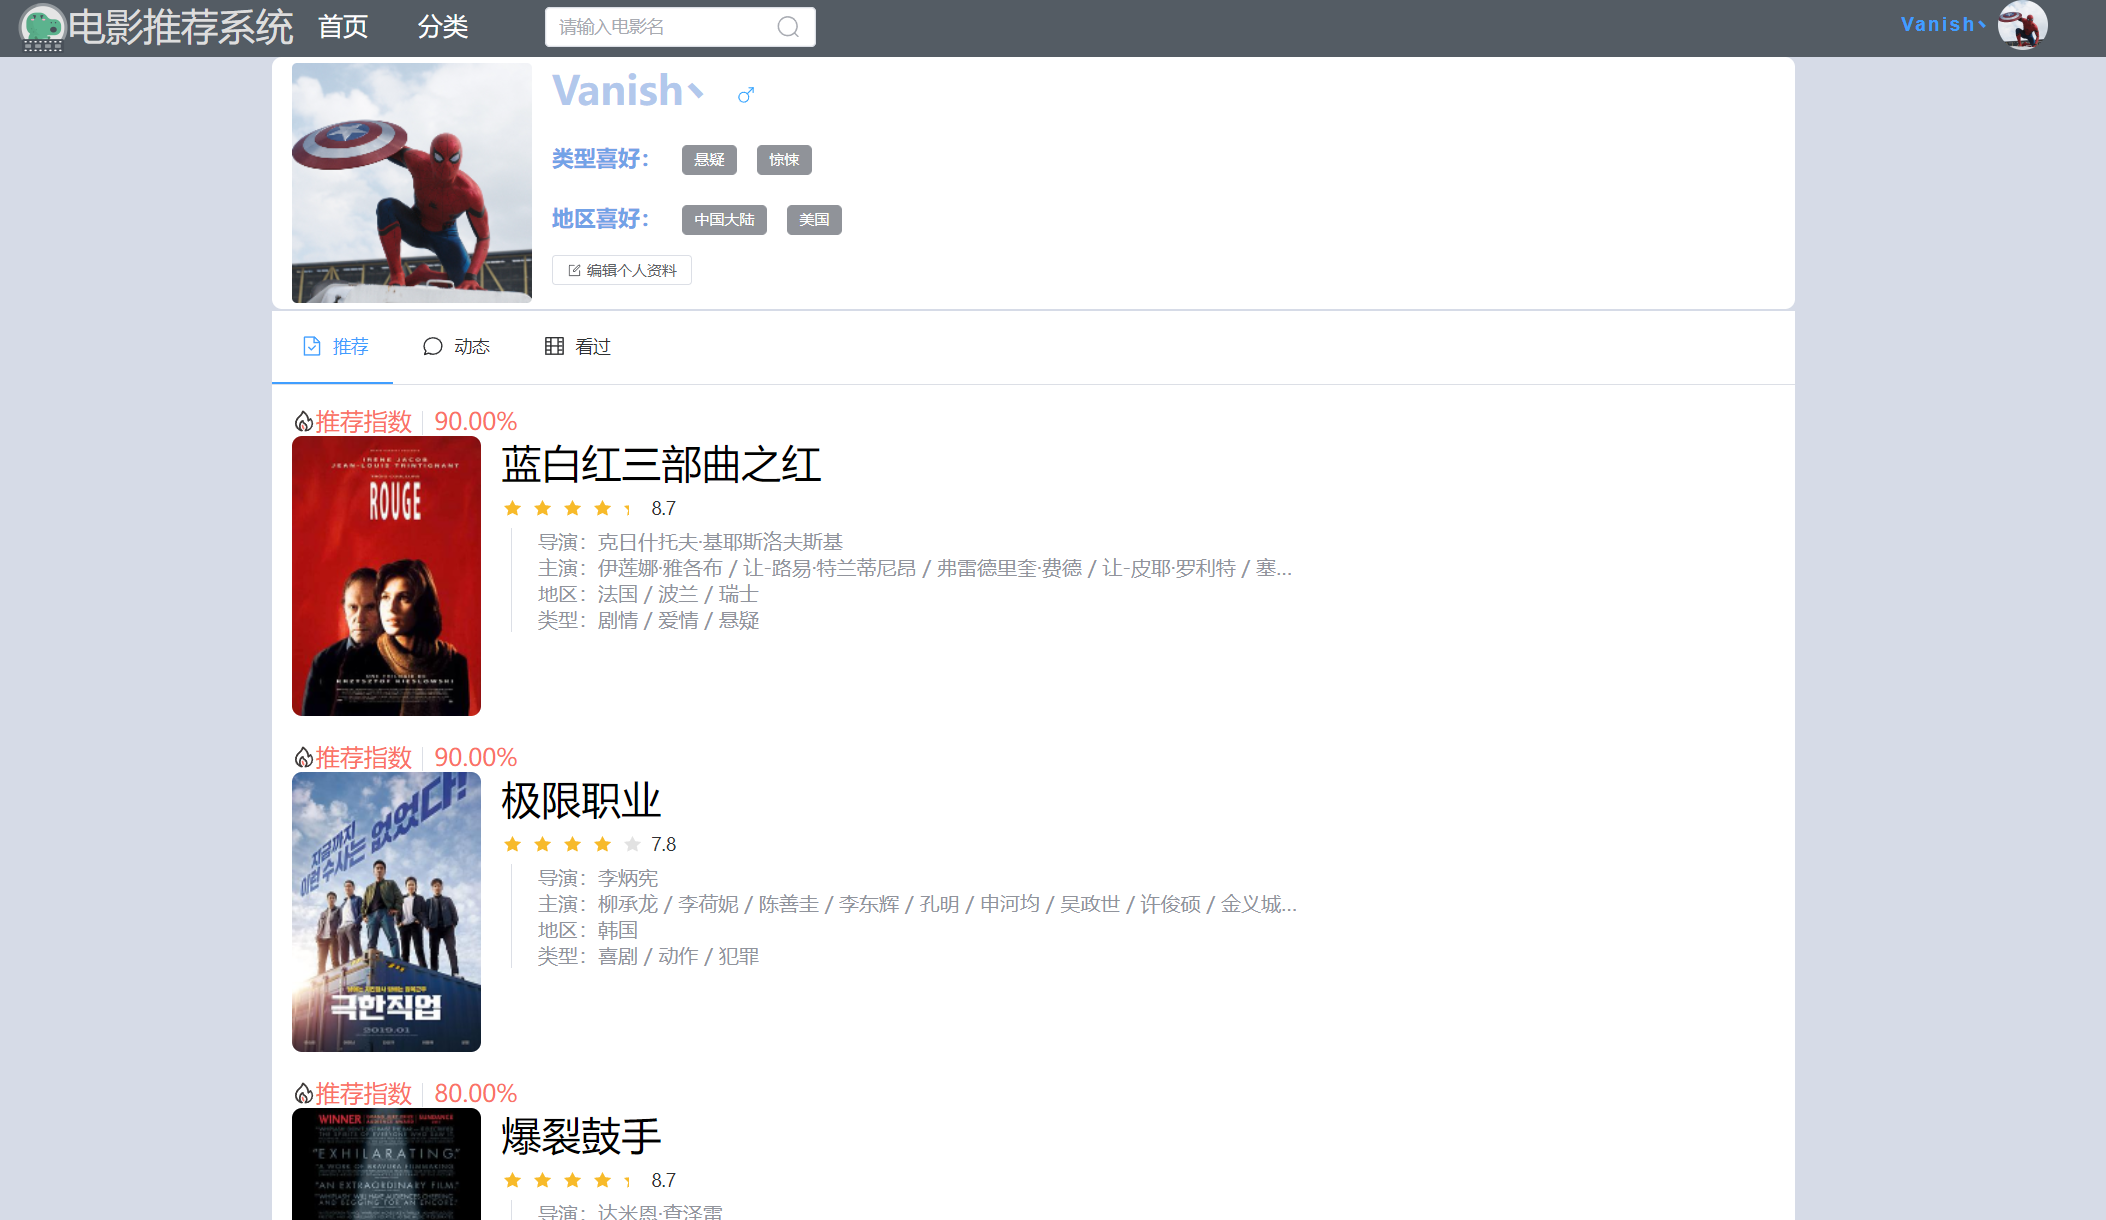 电影推荐系统 首页 分类 请输入电影名 Vanish丶
Vanish丶
类型喜好： 悬疑 惊悚
地区喜好： 中国大陆 美国
编辑个人资料
推荐 动态 看过
推荐指数 90.00%
IRENE JACOB
JEAN-LOUIS TRINTIGNANT
ROUGE
KRZYSZTOF KIESLOWSKI
蓝白红三部曲之红
8.7
导演：克日什托夫·基耶斯洛夫斯基
主演：伊莲娜·雅各布 / 让-路易·特兰蒂尼昂 / 弗雷德里奎·费德 / 让-皮耶·罗利特 / 塞...
地区：法国 / 波兰 / 瑞士
类型：剧情 / 爱情 / 悬疑
推荐指数 90.00%
지금까지
이런 수사는 없었다!
극한직업
2019.01
极限职业
7.8
导演：李炳宪
主演：柳承龙 / 李荷妮 / 陈善圭 / 李东辉 / 孔明 / 申河均 / 吴政世 / 许俊硕 / 金义城...
地区：韩国
类型：喜剧 / 动作 / 犯罪
推荐指数 80.00%
WINNER
"EXHILARATING."
"AN EXTRAORDINARY FILM."
爆裂鼓手
8.7
导演：达米恩·查泽雷